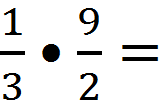 1/3 • 9/2 =